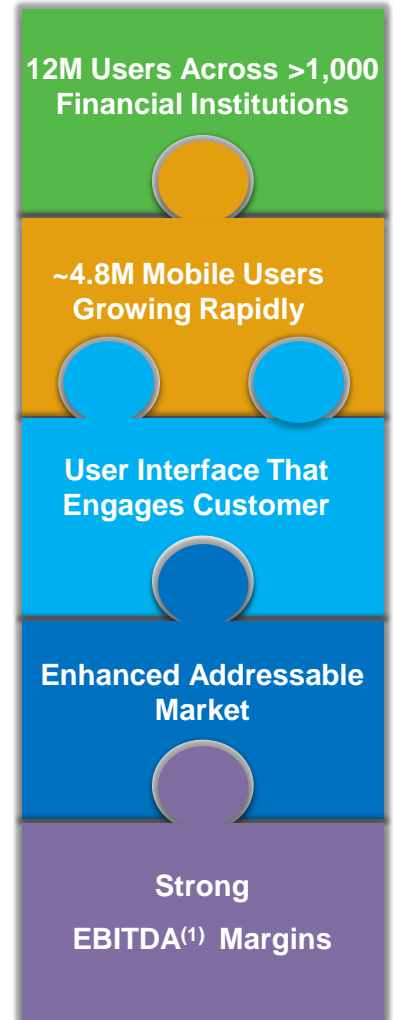 12M Users Across >1,000
Financial Institutions
~4.8M Mobile Users
Growing Rapidly
User Interface That
Engages Customer
Enhanced Addressable
Market
Strong
EBITDA(1) Margins